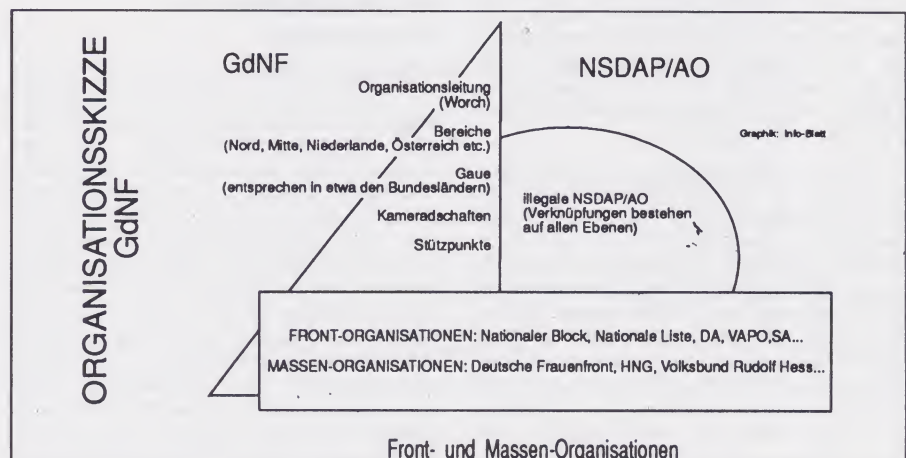 ORGANISATIONSSKIZZE
GdNF
GdNF
Organisationsleitung
(Worch)
Bereiche
(Nord, Mitte, Niederlande, Österreich etc.)
Gaue
(entsprechen in etwa den Bundesländern)
Kameradschaften
Stützpunkte
NSDAP/AO
Graphik: Info-Blatt
illegale NSDAP/AO
(Verknüpfungen bestehen
auf allen Ebenen)
FRONT-ORGANISATIONEN: Nationaler Block, Nationale Liste, DA, VAPO,SA...
MASSEN-ORGANISATIONEN: Deutsche Frauenfront, HNG, Volksbund Rudolf Hess...
Front- und Massen-Organisationen